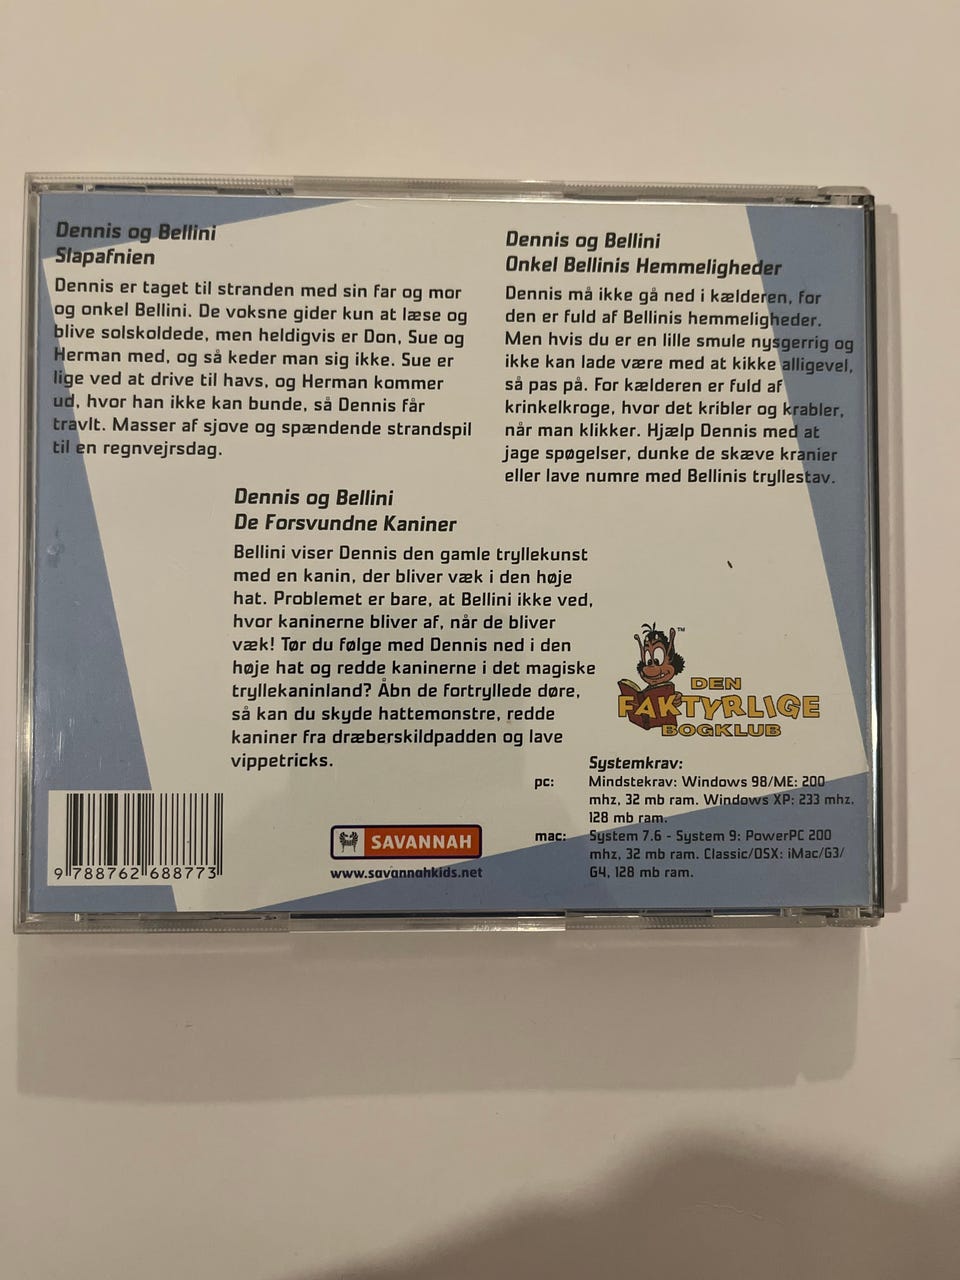 Dennis og Bellini
Slapafnien
Dennis er taget til stranden med sin far og mor
og onkel Bellini. De voksne gider kun at læse og
blive solskoldede, men heldigvis er Don, Sue og
Herman med, og så keder man sig ikke. Sue er
lige ved at drive til havs, og Herman kommer
ud, hvor han ikke kan bunde, så Dennis får
travlt. Masser af sjove og spændende strandspil
til en regnvejrsdag.
Dennis og Bellini
Onkel Bellinis Hemmeligheder
Dennis må ikke gå ned i kælderen, for
den er fuld af Bellinis hemmeligheder.
Men hvis du er en lille smule nysgerrig og
ikke kan lade være med at kikke alligevel,
så pas på. For kælderen er fuld af
krinkelkroge, hvor det kribler og krabler,
når man klikker. Hjælp Dennis med at
jage spøgelser, dunke de skæve kranier
eller lave numre med Bellinis tryllestav.
Dennis og Bellini
De Forsvundne Kaniner
Bellini viser Dennis den gamle tryllekunst
med en kanin, der bliver væk i den høje
hat. Problemet er bare, at Bellini ikke ved,
hvor kaninerne bliver af, når de bliver
væk! Tør du følge med Dennis ned i den
høje hat og redde kaninerne i det magiske
tryllekaninland? Åbn de fortryllede døre,
så kan du skyde hattemonstre, redde
kaniner fra dræberskildpadden og lave
vippetricks.
™
DEN
FAKTYRLIGE
BOGKLUB
Systemkrav:
pc: Mindstekrav: Windows 98/ME: 200
mhz, 32 mb ram. Windows XP: 233 mhz,
128 mb ram.
mac: System 7.6 - System 9: PowerPC 200
mhz, 32 mb ram. Classic/OSX: iMac/G3/
G4, 128 mb ram.
SAVANNAH
www.savannahkids.net
9 788762 688773